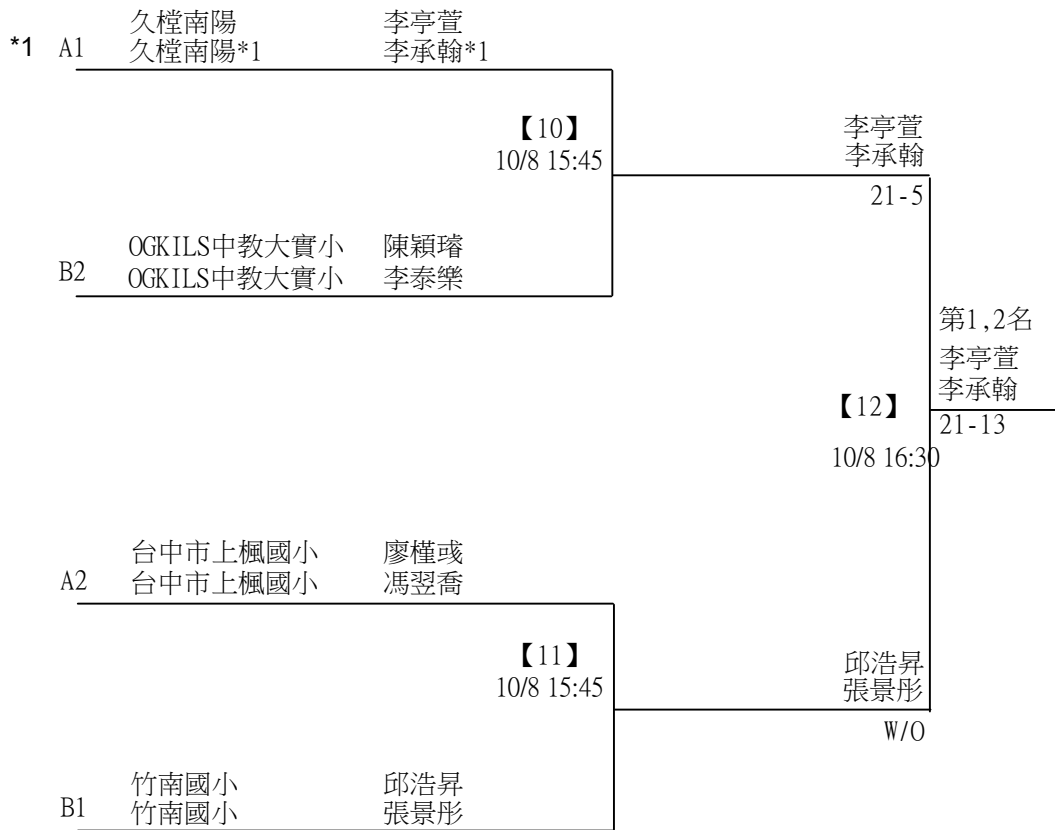 久樘南陽 李亭萱
*1 A1 久樘南陽*1 李承翰*1
【10】
10/8 15:45
李亭萱
李承翰
21-5
OGKILS中教大實小 陳穎璿
B2 OGKILS中教大實小 李泰樂
第1,2名
李亭萱
李承翰
【12】
21-13
10/8 16:30
台中市上楓國小 廖槿彧
A2 台中市上楓國小 馮翌喬
【11】
10/8 15:45
邱浩昇
張景彤
W/O
竹南國小 邱浩昇
B1 竹南國小 張景彤